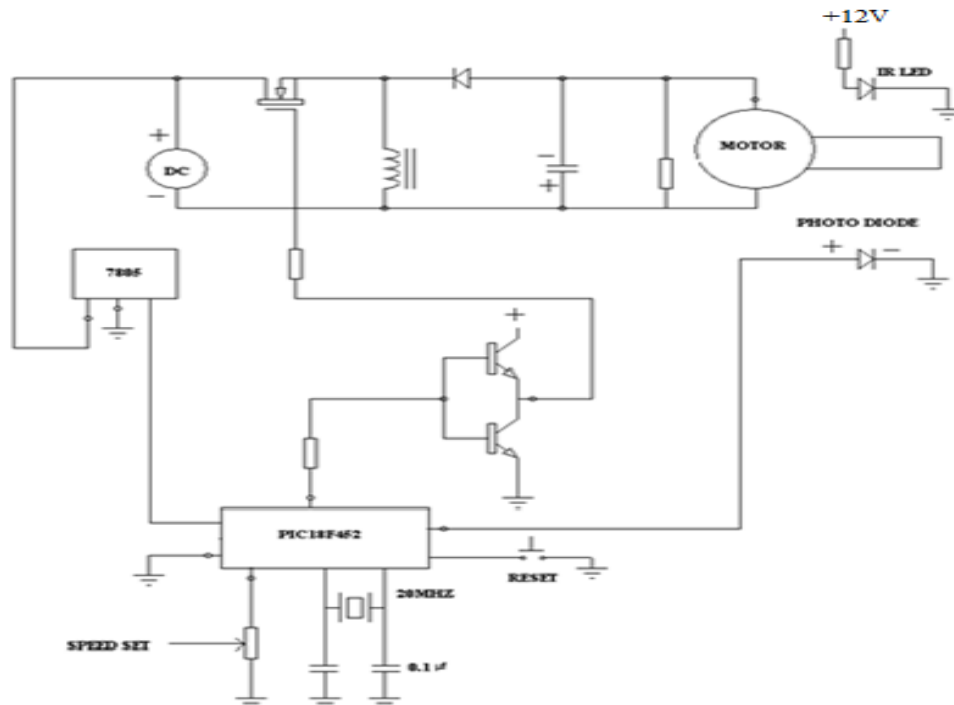 +12V
IR LED
+
DC
−
−
+
MOTOR
PHOTO DIODE
+ −
7805
+
PIC18F452
RESET
20MHZ
SPEED SET
0.1 µf